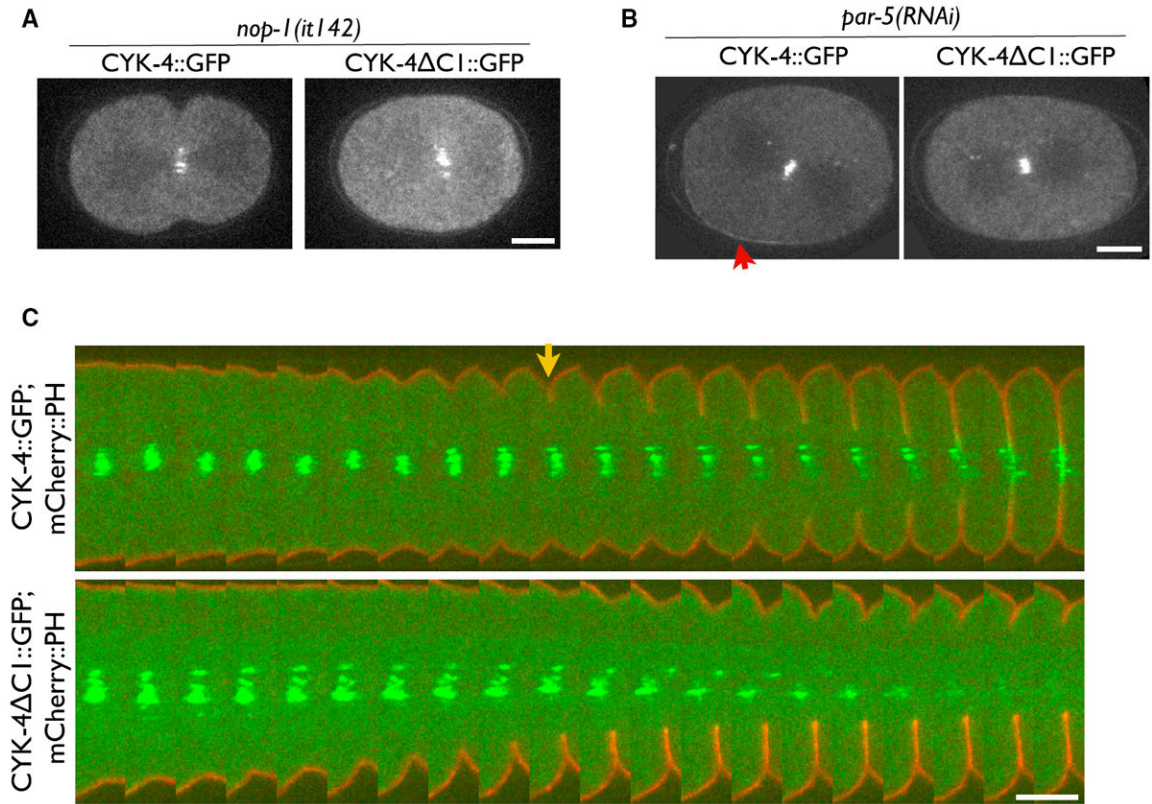 A
nop-1(it142)
CYK-4::GFP
CYK-4ΔC1::GFP
B
par-5(RNAi)
CYK-4::GFP
CYK-4ΔC1::GFP
C
CYK-4::GFP;
mCherry::PH
CYK-4ΔC1::GFP;
mCherry::PH